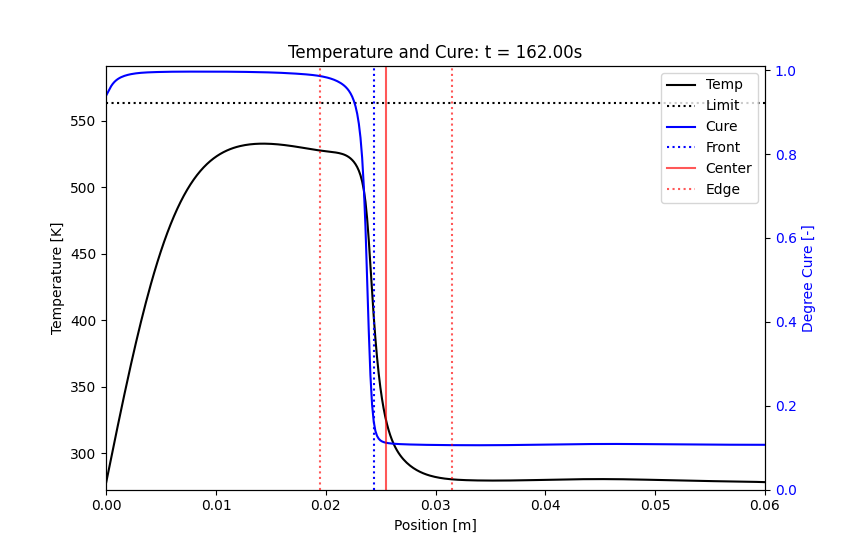 Temperature and Cure: t = 162.00s
Temp
Limit
Cure
Front
Center
Edge
Temperature [K]
550
500
450
400
350
300
Degree Cure [-]
1.0
0.8
0.6
0.4
0.2
0.0
0.00 0.01 0.02 0.03 0.04 0.05 0.06
Position [m]